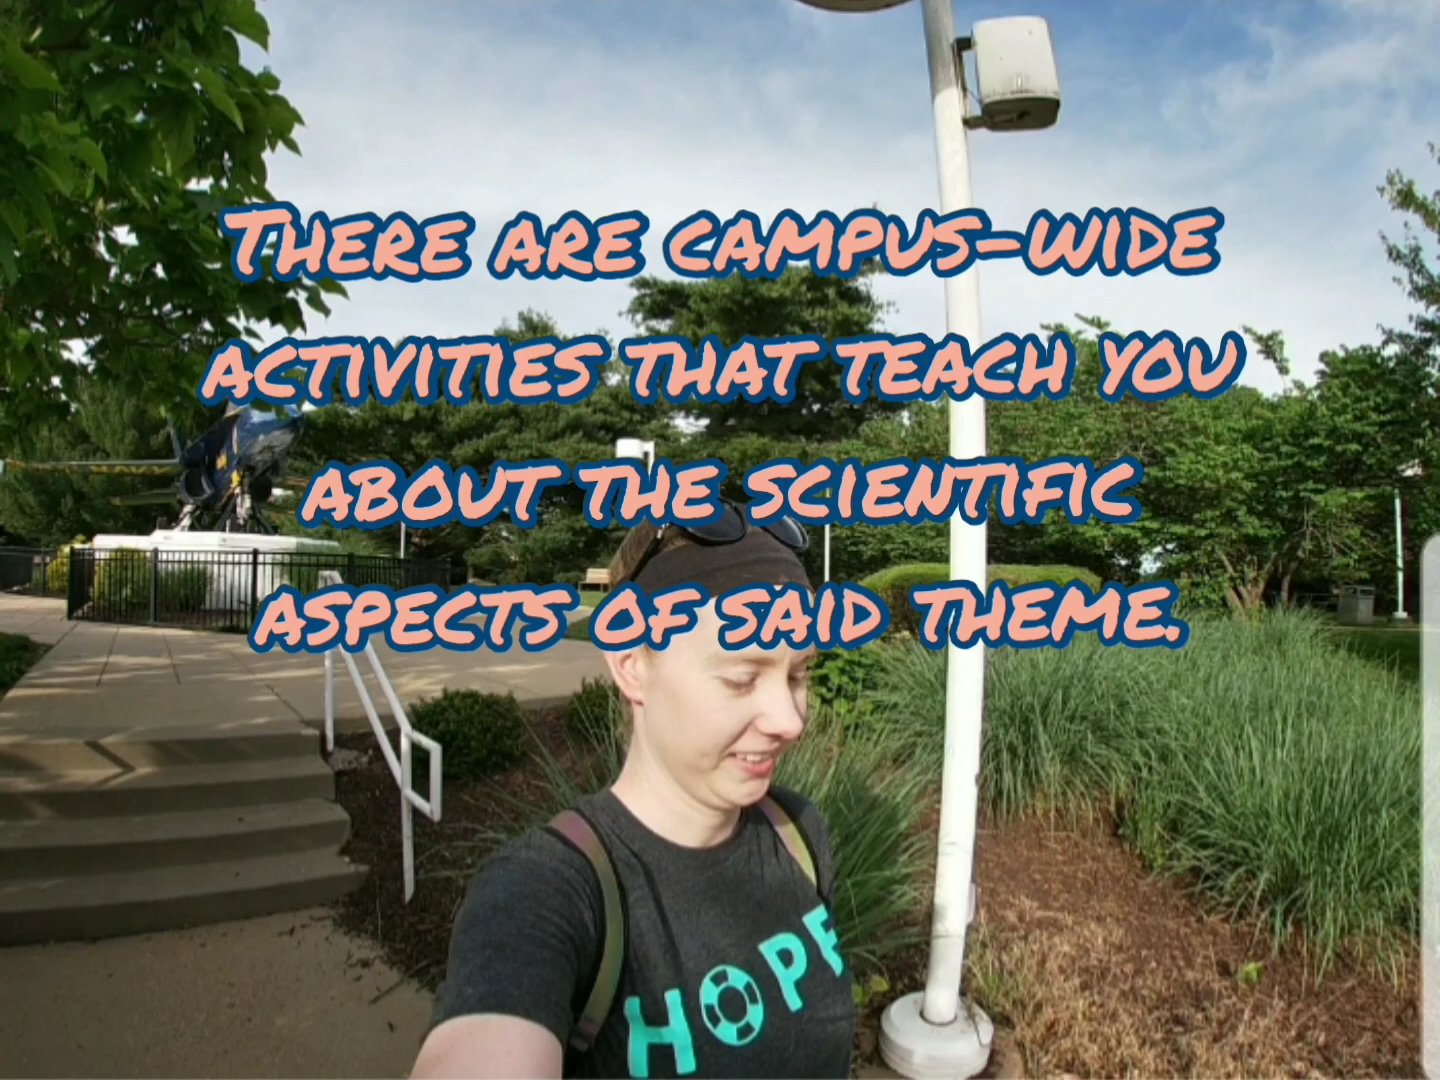 THERE ARE CAMPUS-WIDE
ACTIVITIES THAT TEACH YOU
ABOUT THE SCIENTIFIC
ASPECTS OF SAID THEME.
HOPE